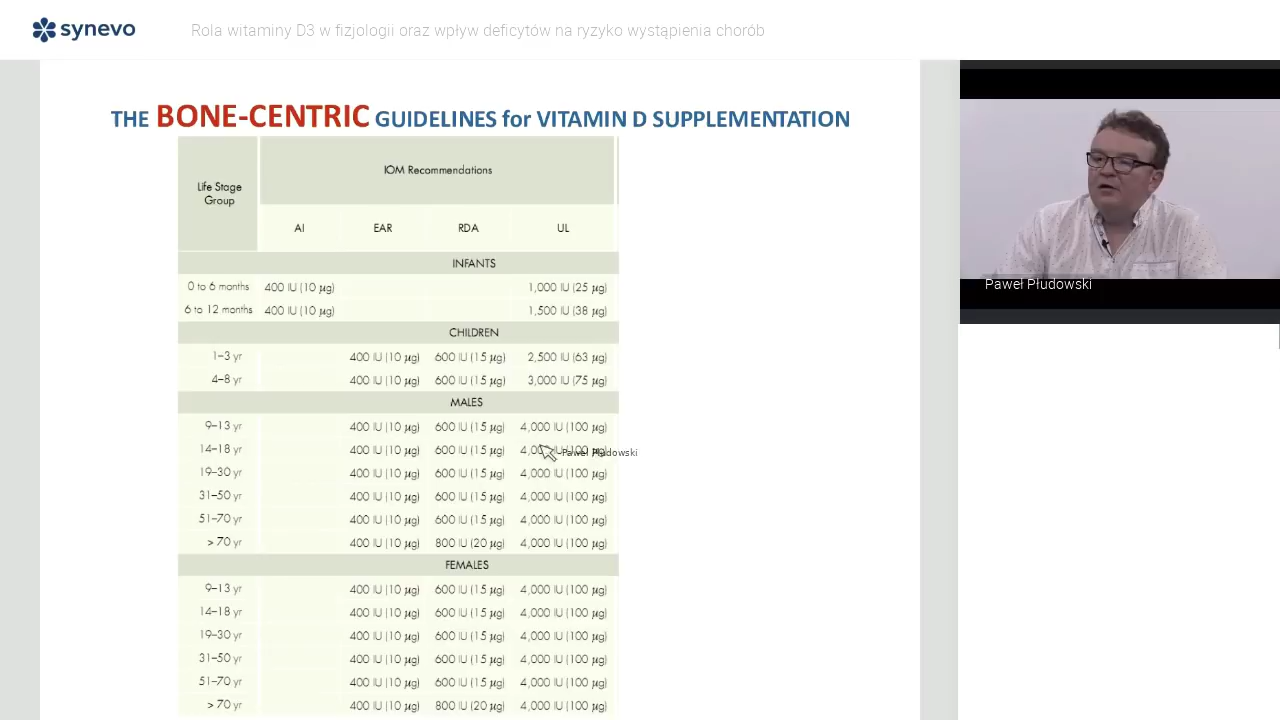 synevo
Rola witaminy D3 w fizjologii oraz wpływ deficytów na ryzyko wystąpienia chorób
THE BONE-CENTRIC GUIDELINES for VITAMIN D SUPPLEMENTATION
Life Stage Group IOM Recommendations
AI EAR RDA UL
INFANTS
0 to 6 months 400 IU (10 µg) 1,000 IU (25 µg)
6 to 12 months 400 IU (10 µg) 1,500 IU (38 µg)
CHILDREN
1–3 yr 400 IU (10 µg) 600 IU (15 µg) 2,500 IU (63 µg)
4–8 yr 400 IU (10 µg) 600 IU (15 µg) 3,000 IU (75 µg)
MALES
9–13 yr 400 IU (10 µg) 600 IU (15 µg) 4,000 IU (100 µg)
14–18 yr 400 IU (10 µg) 600 IU (15 µg) 4,000 IU (100 µg)
Paweł Płudowski
19–30 yr 400 IU (10 µg) 600 IU (15 µg) 4,000 IU (100 µg)
31–50 yr 400 IU (10 µg) 600 IU (15 µg) 4,000 IU (100 µg)
51–70 yr 400 IU (10 µg) 600 IU (15 µg) 4,000 IU (100 µg)
> 70 yr 400 IU (10 µg) 800 IU (20 µg) 4,000 IU (100 µg)
FEMALES
9–13 yr 400 IU (10 µg) 600 IU (15 µg) 4,000 IU (100 µg)
14–18 yr 400 IU (10 µg) 600 IU (15 µg) 4,000 IU (100 µg)
19–30 yr 400 IU (10 µg) 600 IU (15 µg) 4,000 IU (100 µg)
31–50 yr 400 IU (10 µg) 600 IU (15 µg) 4,000 IU (100 µg)
51–70 yr 400 IU (10 µg) 600 IU (15 µg) 4,000 IU (100 µg)
> 70 yr 400 IU (10 µg) 800 IU (20 µg) 4,000 IU (100 µg)
Paweł Płudowski